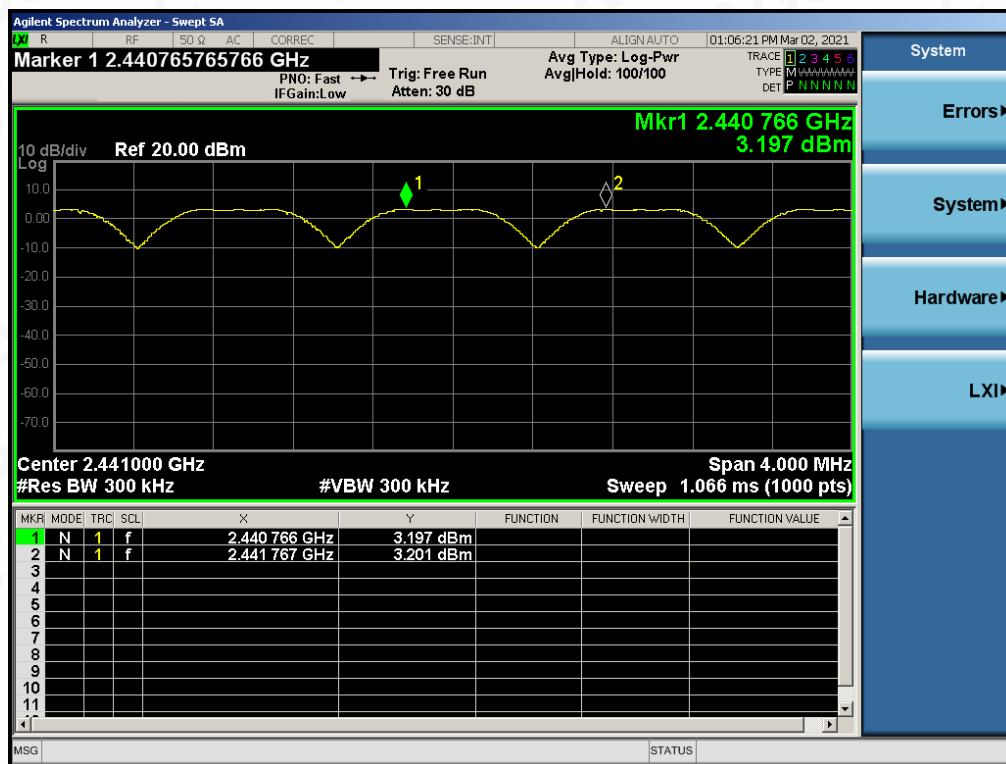 Agilent Spectrum Analyzer - Swept SA
LXI R RF 50 Ω AC CORREC SENSE:INT ALIGNAUTO 01:06:21 PM Mar 02, 2021
Marker 1 2.440765765766 GHz
PNO: Fast
IFGain:Low
Trig: Free Run
Atten: 30 dB
Avg Type: Log-Pwr
Avg|Hold: 100/100
TRACE 1 2 3 4 5 6
TYPE M
DET P N N N N N
Mkr1 2.440 766 GHz
3.197 dBm
10 dB/div Ref 20.00 dBm
Log
10.0
0.00
-10.0
-20.0
-30.0
-40.0
-50.0
-60.0
-70.0
1
2
Center 2.441000 GHz Span 4.000 MHz
#Res BW 300 kHz #VBW 300 kHz Sweep 1.066 ms (1000 pts)
MKR MODE TRC SCL X Y FUNCTION FUNCTION WIDTH FUNCTION VALUE
1 N 1 f 2.440 766 GHz 3.197 dBm
2 N 1 f 2.441 767 GHz 3.201 dBm
3
4
5
6
7
8
9
10
11
MSG STATUS
System
Errors
System
Hardware
LXI